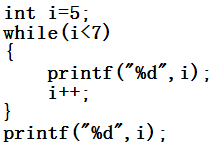 int i=5;
while(i<7)
{
    printf("%d",i);
    i++;
}
printf("%d",i);